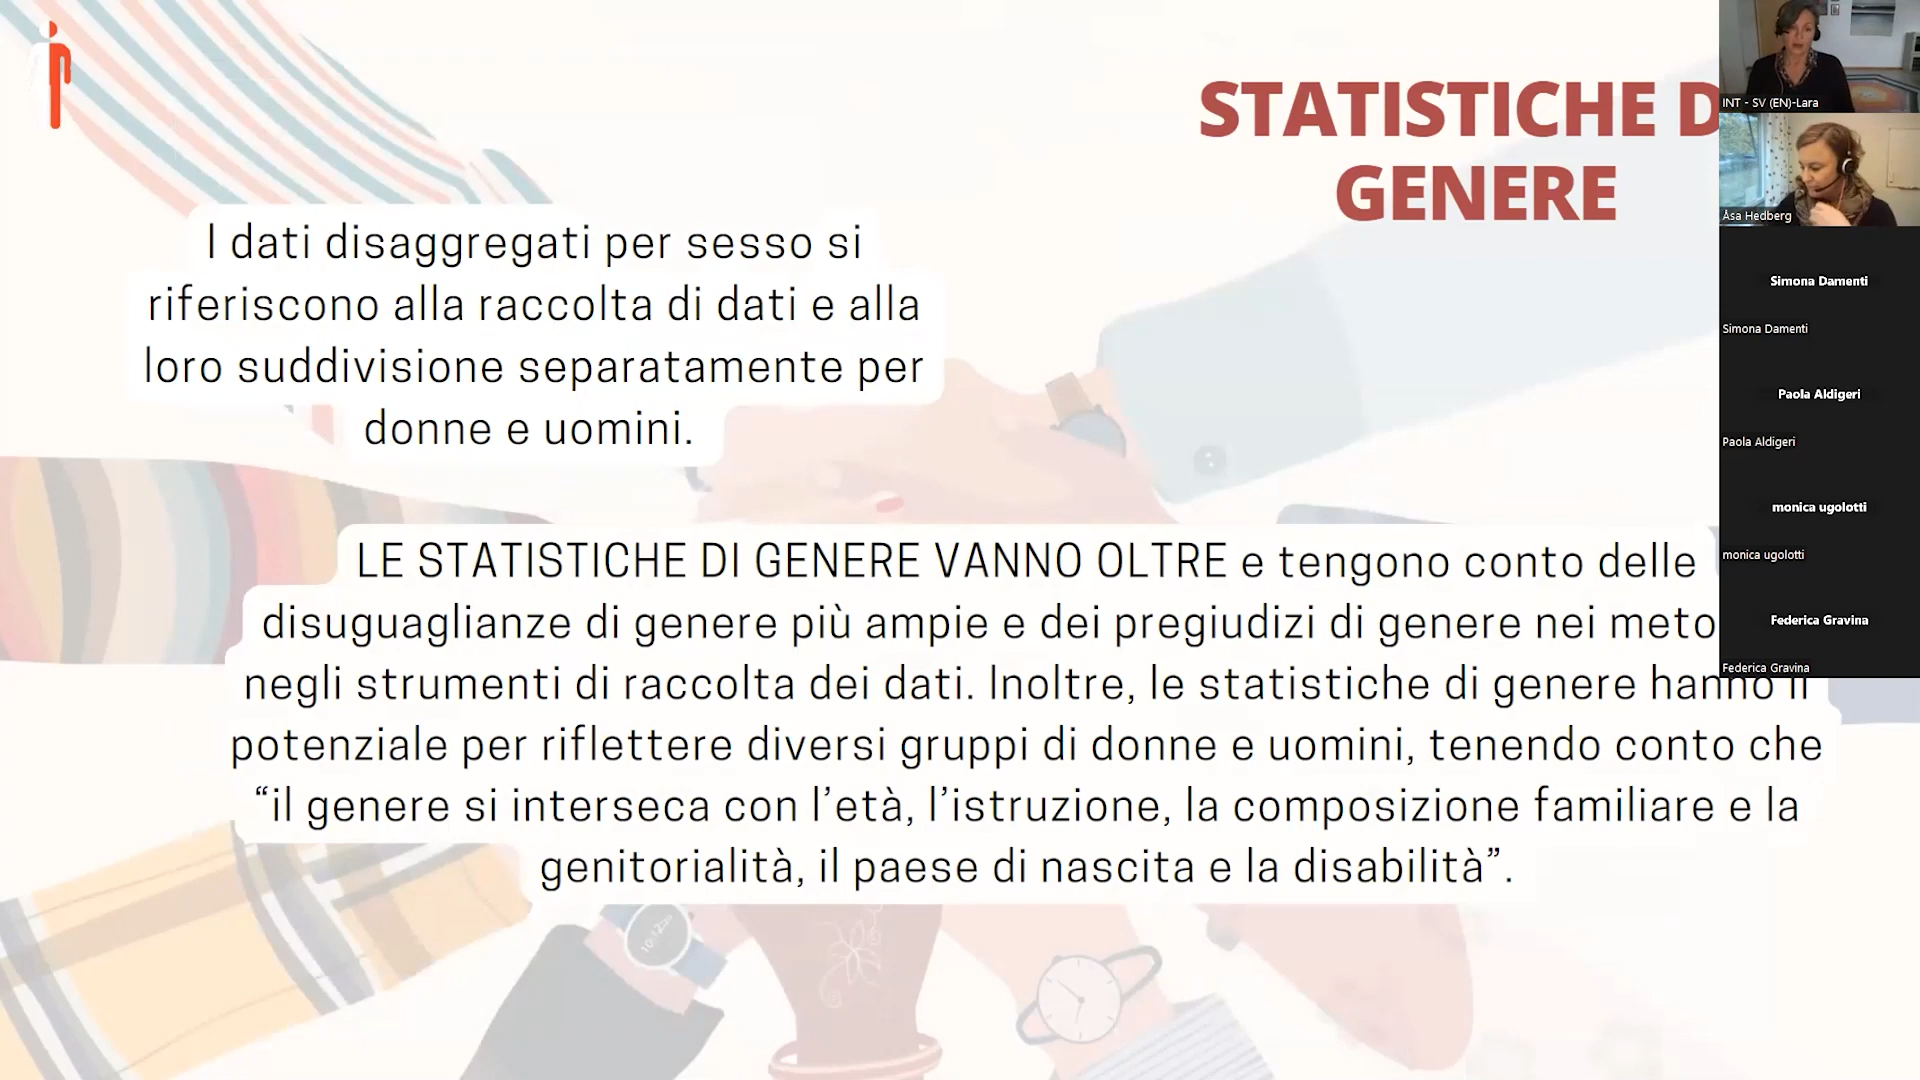 STATISTICHE D
GENERE
I dati disaggregati per sesso si
riferiscono alla raccolta di dati e alla
loro suddivisione separatamente per
donne e uomini.
LE STATISTICHE DI GENERE VANNO OLTRE e tengono conto delle
disuguaglianze di genere più ampie e dei pregiudizi di genere nei meto
negli strumenti di raccolta dei dati. Inoltre, le statistiche di genere hanno il
potenziale per riflettere diversi gruppi di donne e uomini, tenendo conto che
“il genere si interseca con l’età, l’istruzione, la composizione familiare e la
genitorialità, il paese di nascita e la disabilità”.
INT - SV (EN)-Lara
Åsa Hedberg
Simona Damenti
Simona Damenti
Paola Aldigeri
Paola Aldigeri
monica ugolotti
monica ugolotti
Federica Gravina
Federica Gravina